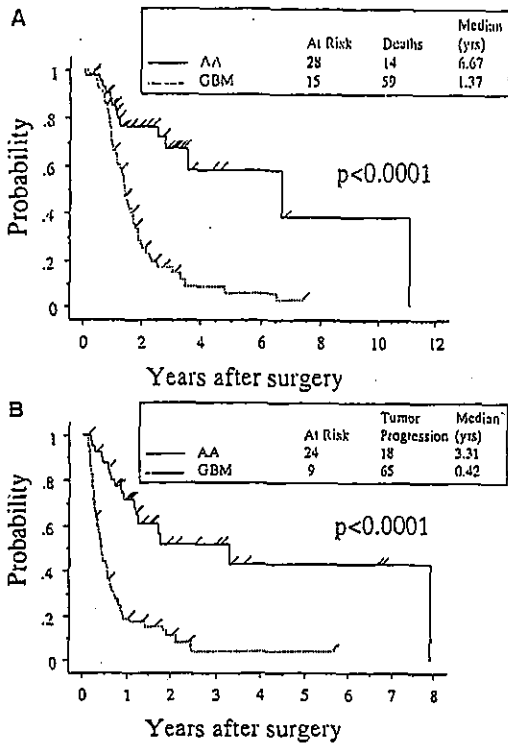 A
Median
At Risk Deaths (yrs)
AA 28 14 6.67
GBM 15 59 1.37
1
.8
.6
.4
.2
0
Probability
p<0.0001
0 2 4 6 8 10 12
Years after surgery
B
Tumor Median
At Risk Progression (yrs)
AA 24 18 3.31
GBM 9 65 0.42
1
.8
.6
.4
.2
0
Probability
p<0.0001
0 1 2 3 4 5 6 7 8
Years after surgery